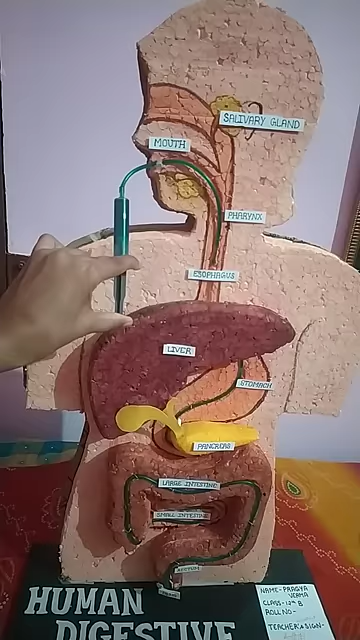 SALIVARY GLAND
MOUTH
PHARYNX
ESOPHAGUS
LIVER
STOMACH
PANCREAS
LARGE INTESTINE
SMALL INTESTINE
RECTUM
HUMAN
DIGESTIVE
NAME-PRAGYA
VERMA
CLASS-10th B
ROLL NO-
TEACHER'S SIGN-